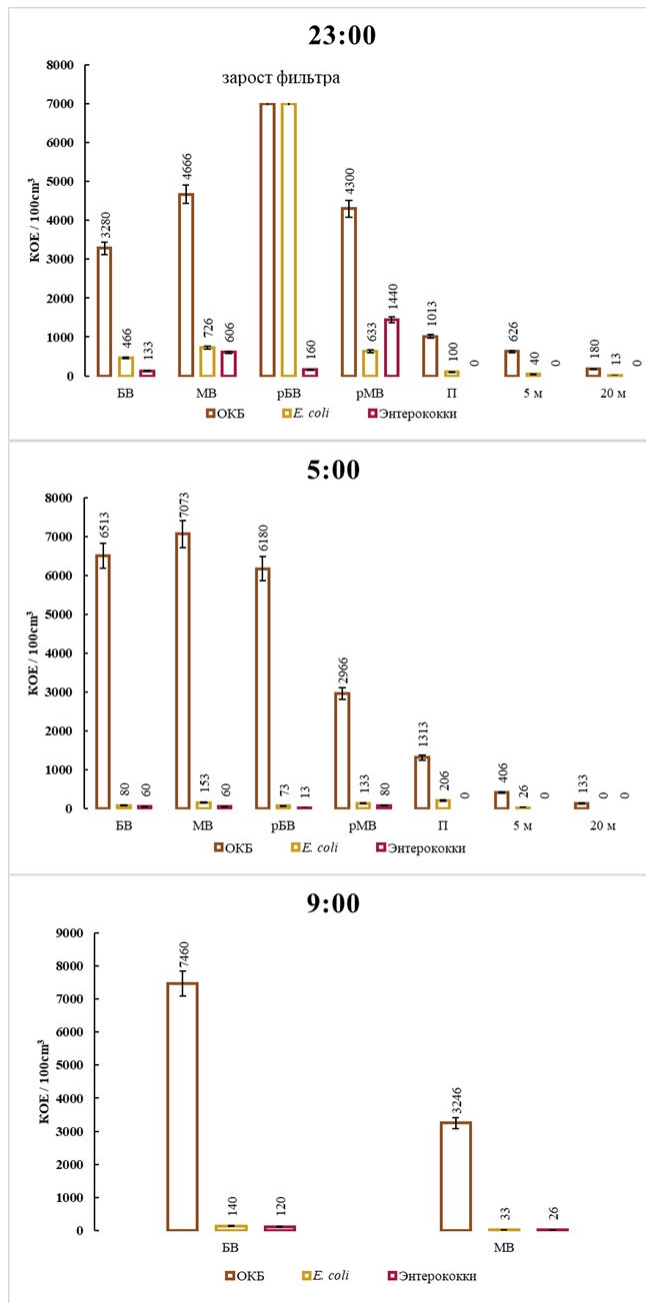 23:00
зарост фильтра
КОЕ / 100cm³
8000
7000
6000
5000
4000
3000
2000
1000
0
3280
466
133
4666
726
606
160
4300
633
1440
1013
100
0
626
40
0
180
13
0
БВ
МВ
рБВ
рМВ
П
5 м
20 м
ОКБ
E. coli
Энтерококки
5:00
КОЕ / 100cm³
8000
7000
6000
5000
4000
3000
2000
1000
0
6513
80
60
7073
153
60
6180
73
13
2966
133
80
1313
206
0
406
26
0
133
0
0
БВ
МВ
рБВ
рМВ
П
5 м
20 м
ОКБ
E. coli
Энтерококки
9:00
КОЕ / 100cm³
9000
8000
7000
6000
5000
4000
3000
2000
1000
0
7460
140
120
3246
33
26
БВ
МВ
ОКБ
E. coli
Энтерококки